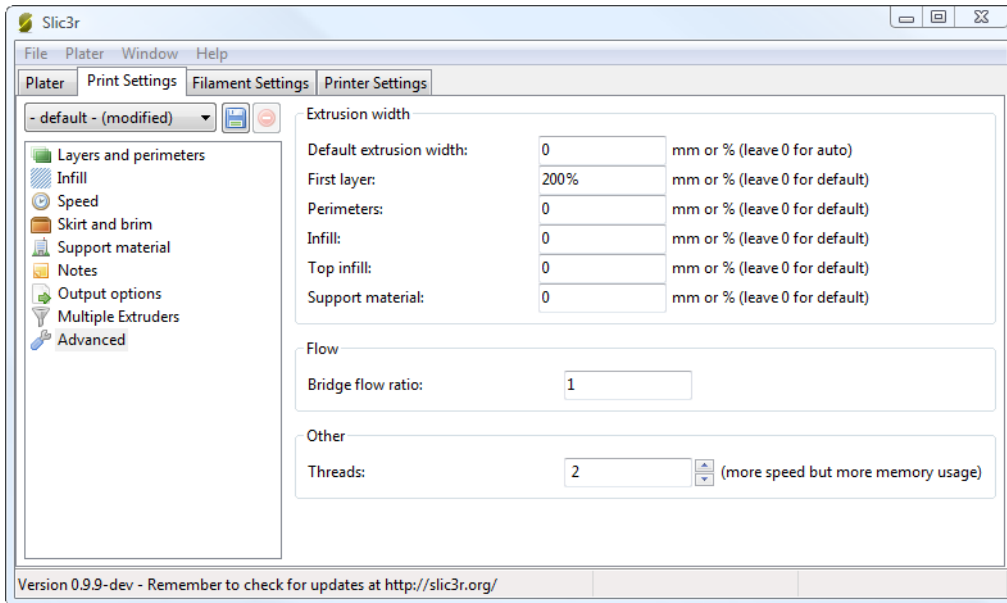 Slic3r
File Plater Window Help
Plater Print Settings Filament Settings Printer Settings
- default - (modified)
Layers and perimeters
Infill
Speed
Skirt and brim
Support material
Notes
Output options
Multiple Extruders
Advanced
Extrusion width
Default extrusion width: 0 mm or % (leave 0 for auto)
First layer: 200% mm or % (leave 0 for default)
Perimeters: 0 mm or % (leave 0 for default)
Infill: 0 mm or % (leave 0 for default)
Top infill: 0 mm or % (leave 0 for default)
Support material: 0 mm or % (leave 0 for default)
Flow
Bridge flow ratio: 1
Other
Threads: 2 (more speed but more memory usage)
Version 0.9.9-dev - Remember to check for updates at http://slic3r.org/